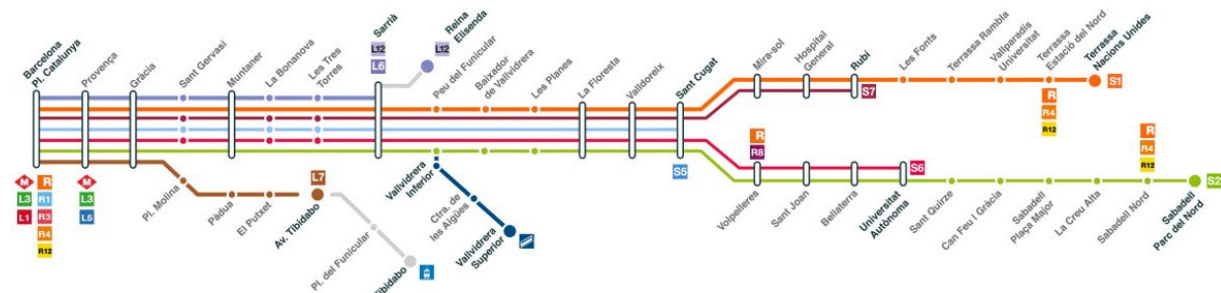 Barcelona
Pl. Catalunya
Provença
Gràcia
Sant Gervasi
Muntaner
La Bonanova
Les Tres
Torres
Sarrià
L12
L6
Reina
Elisenda
L12
Peu del Funicular
Baixador
de Vallvidrera
Les Planes
La Floresta
Valldoreix
Sant Cugat
Mira-sol
Hospital
General
Rubí
S7
Les Fonts
Terrassa Rambla
Vallparadís
Universitat
Terrassa
Estació del Nord
Terrassa
Nacions Unides
S1
R
R4
R12
R
R8
S6
R
R4
R12
S5
S2
M
L3
L1
R
R1
R3
R4
R12
M
L3
L5
Pl. Molina
Pàdua
El Putxet
L7
Av. Tibidabo
Pl. del Funicular
Tibidabo
Vallvidrera
Inferior
Ctra. de
les Aigües
Vallvidrera
Superior
Volpelleres
Sant Joan
Bellaterra
Universitat
Autònoma
Sant Quirze
Can Feu I Gràcia
Sabadell
Plaça Major
La Creu Alta
Sabadell Nord
Sabadell
Parc del Nord